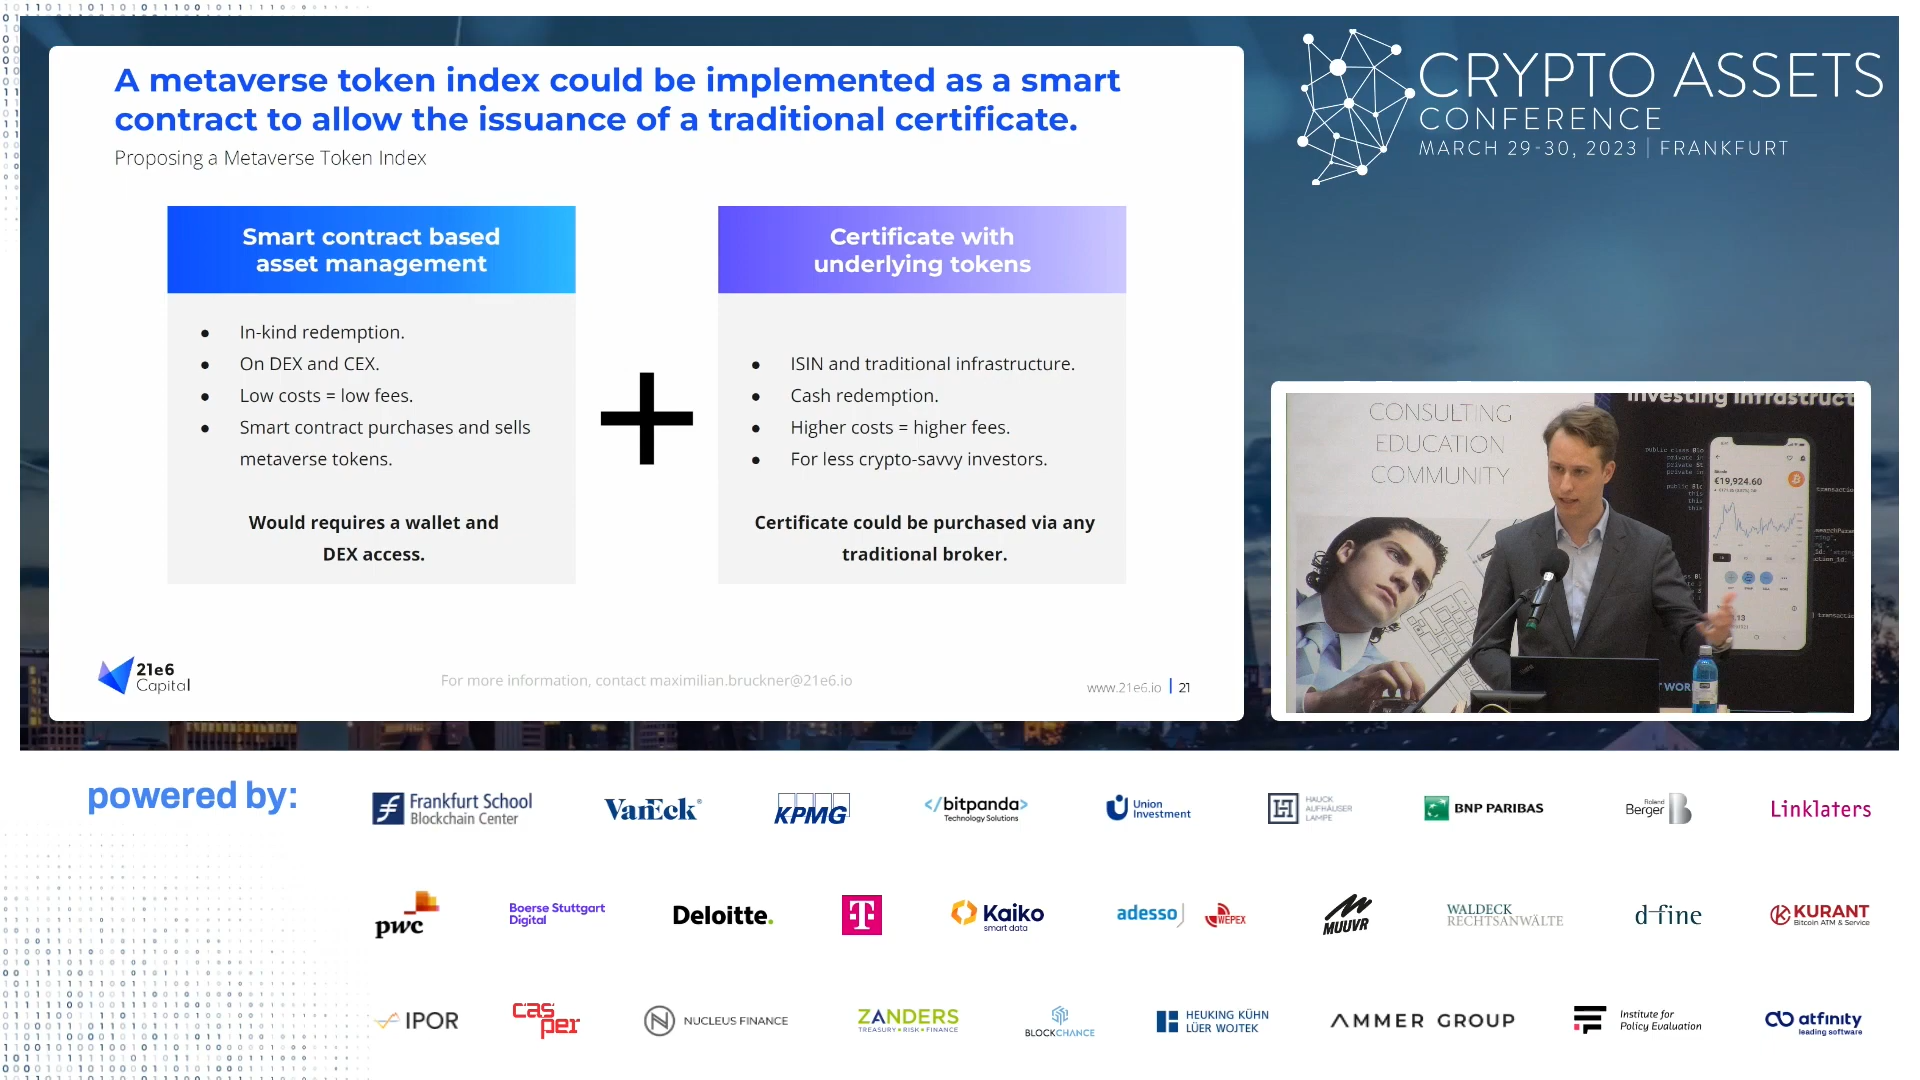 A metaverse token index could be implemented as a smart
contract to allow the issuance of a traditional certificate.
Proposing a Metaverse Token Index
Smart contract based
asset management
• In-kind redemption.
• On DEX and CEX.
• Low costs = low fees.
• Smart contract purchases and sells
metaverse tokens.
Would requires a wallet and
DEX access.
+
Certificate with
underlying tokens
• ISIN and traditional infrastructure.
• Cash redemption.
• Higher costs = higher fees.
• For less crypto-savvy investors.
Certificate could be purchased via any
traditional broker.
21e6
Capital
For more information, contact maximilian.bruckner@21e6.io
www.21e6.io | 21
CRYPTO ASSETS
CONFERENCE
MARCH 29-30, 2023 | FRANKFURT
CONSULTING
EDUCATION
COMMUNITY
Investing Infrastruct
Bitcoin
€19,924.60
powered by:
Frankfurt School
Blockchain Center
VanEck
KPMG
</bitpanda>
Technology Solutions
Union
Investment
HAUCK
AUFHÄUSER
LAMPE
BNP PARIBAS
Roland
Berger
Linklaters
pwc
Boerse Stuttgart
Digital
Deloitte.
T
Kaiko
smart data
adesso
WEPEX
MUUVR
WALDECK
RECHTSANWÄLTE
d-fine
KURANT
Bitcoin ATM & Service
IPOR
casper
NUCLEUS FINANCE
ZANDERS
TREASURY • RISK • FINANCE
BLOCKCHANCE
HEUKING KÜHN
LÜER WOJTEK
AMMER GROUP
Institute for
Policy Evaluation
atfinity
leading software